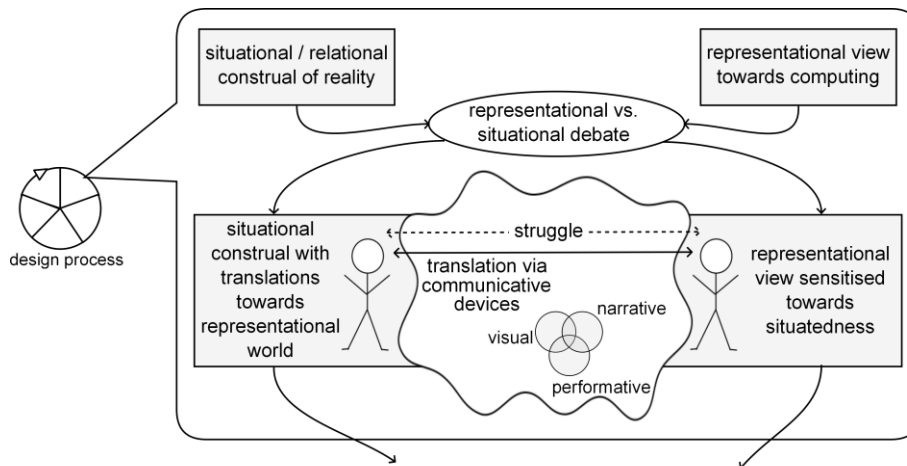 situational / relational
construal of reality
representational view
towards computing
representational vs.
situational debate
design process
situational
construal with
translations
towards
representational
world
struggle
translation via
communicative
devices
visual
narrative
performative
representational
view sensitised
towards
situatedness